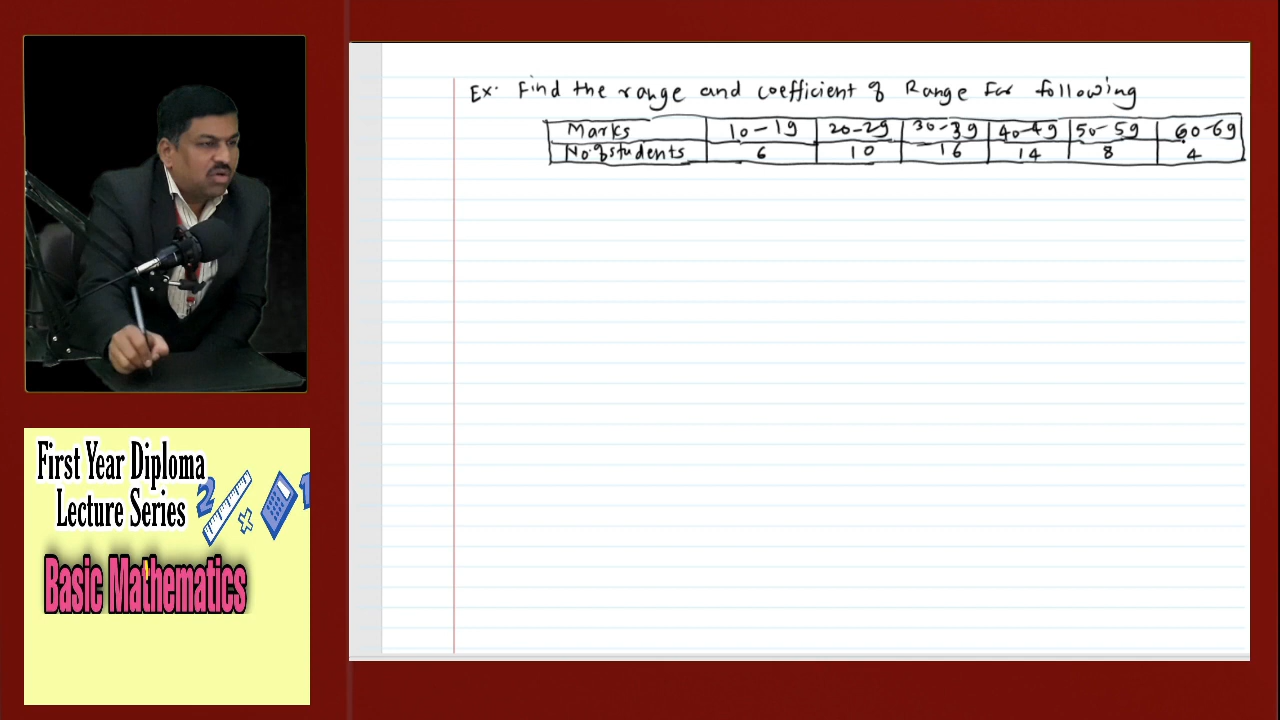 Ex. Find the range and coefficient of Range for following
Marks 10-19 20-29 30-39 40-49 50-59 60-69
No. of students 6 10 16 14 8 4
First Year Diploma
Lecture Series
2 x 1
Basic Mathematics